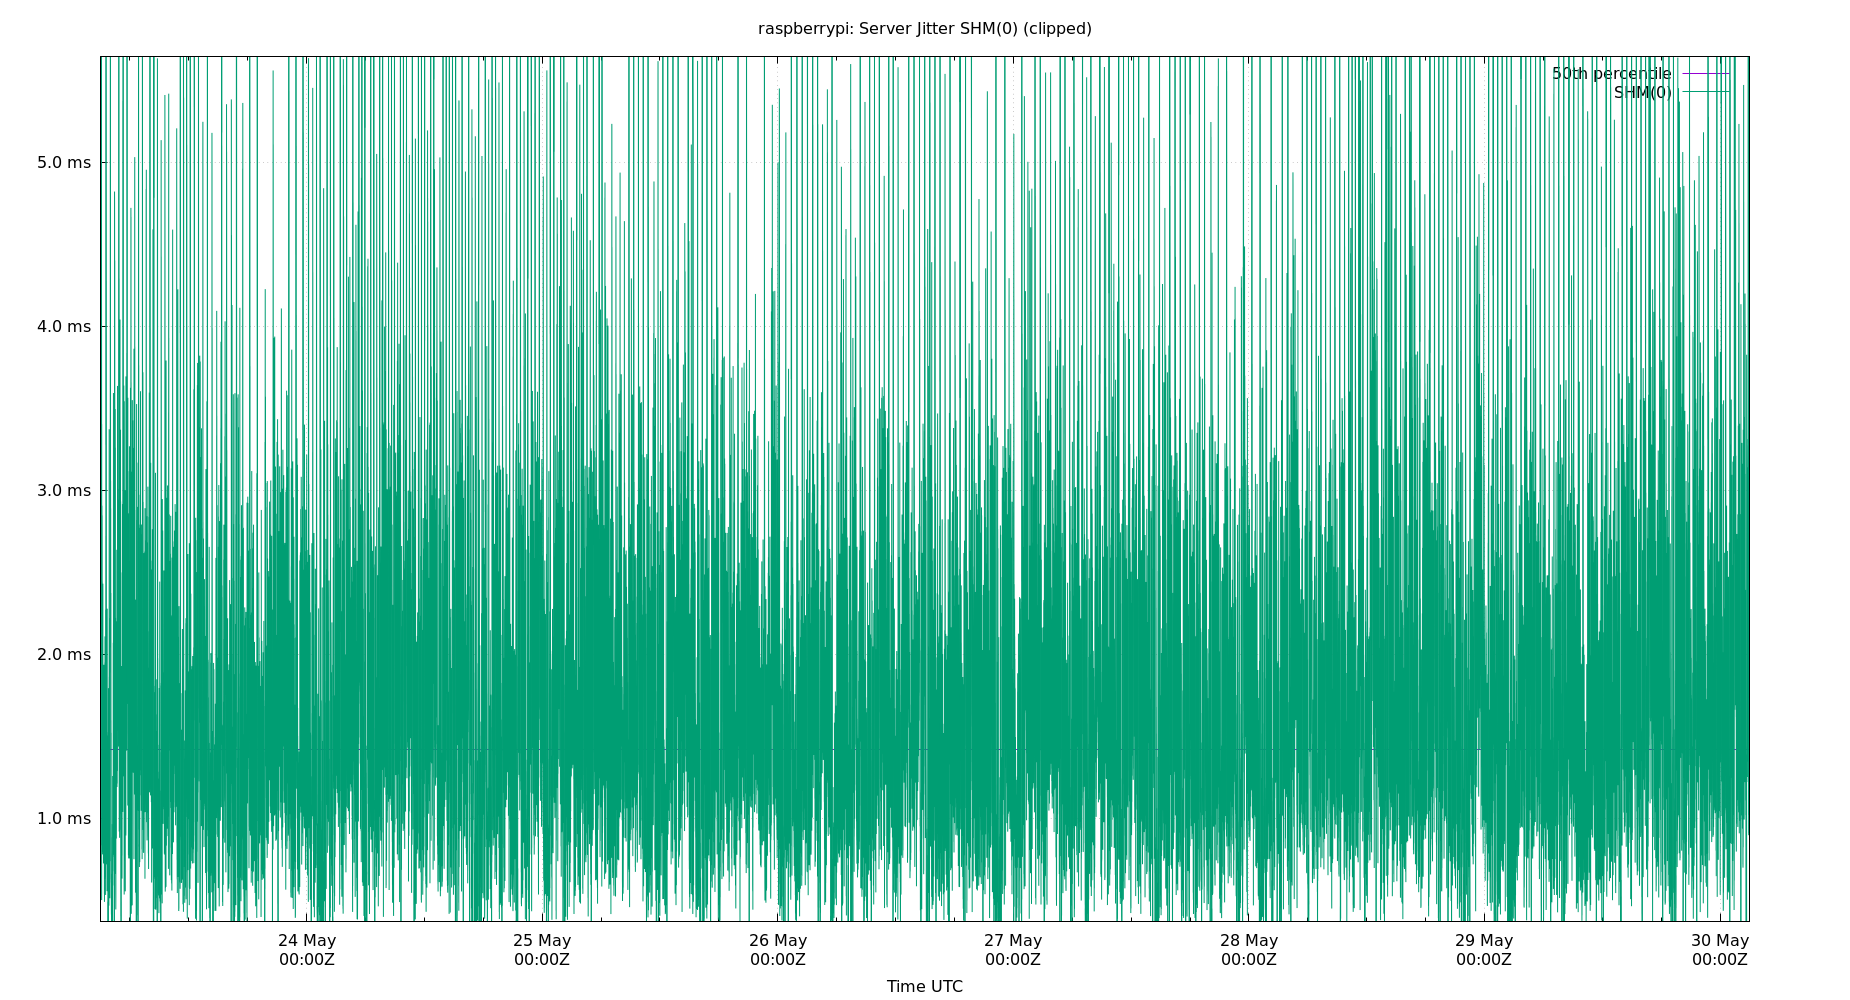 raspberrypi: Server Jitter SHM(0) (clipped)
50th percentile
SHM(0)
5.0 ms
4.0 ms
3.0 ms
2.0 ms
1.0 ms
24 May 25 May 26 May 27 May 28 May 29 May 30 May
00:00Z 00:00Z 00:00Z 00:00Z 00:00Z 00:00Z 00:00Z
Time UTC